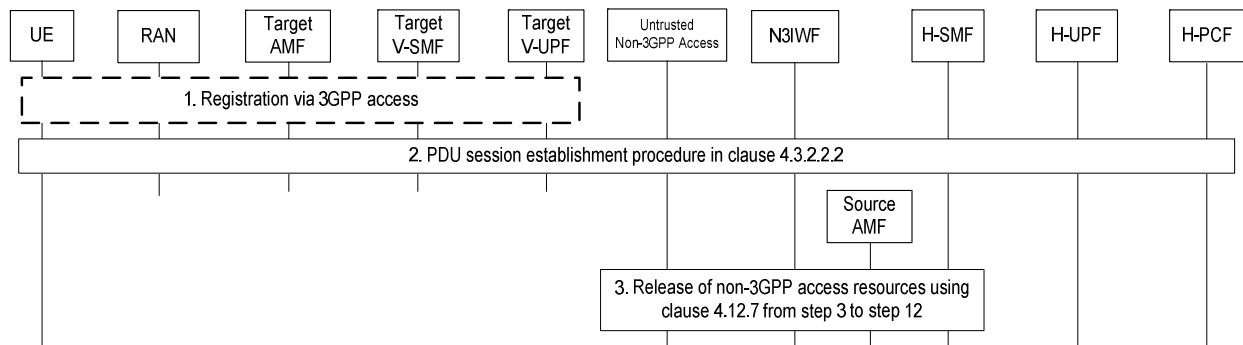 UE
RAN
Target
AMF
Target
V-SMF
Target
V-UPF
Untrusted
Non-3GPP Access
N3IWF
H-SMF
H-UPF
H-PCF
1. Registration via 3GPP access
2. PDU session establishment procedure in clause 4.3.2.2.2
Source
AMF
3. Release of non-3GPP access resources using
clause 4.12.7 from step 3 to step 12